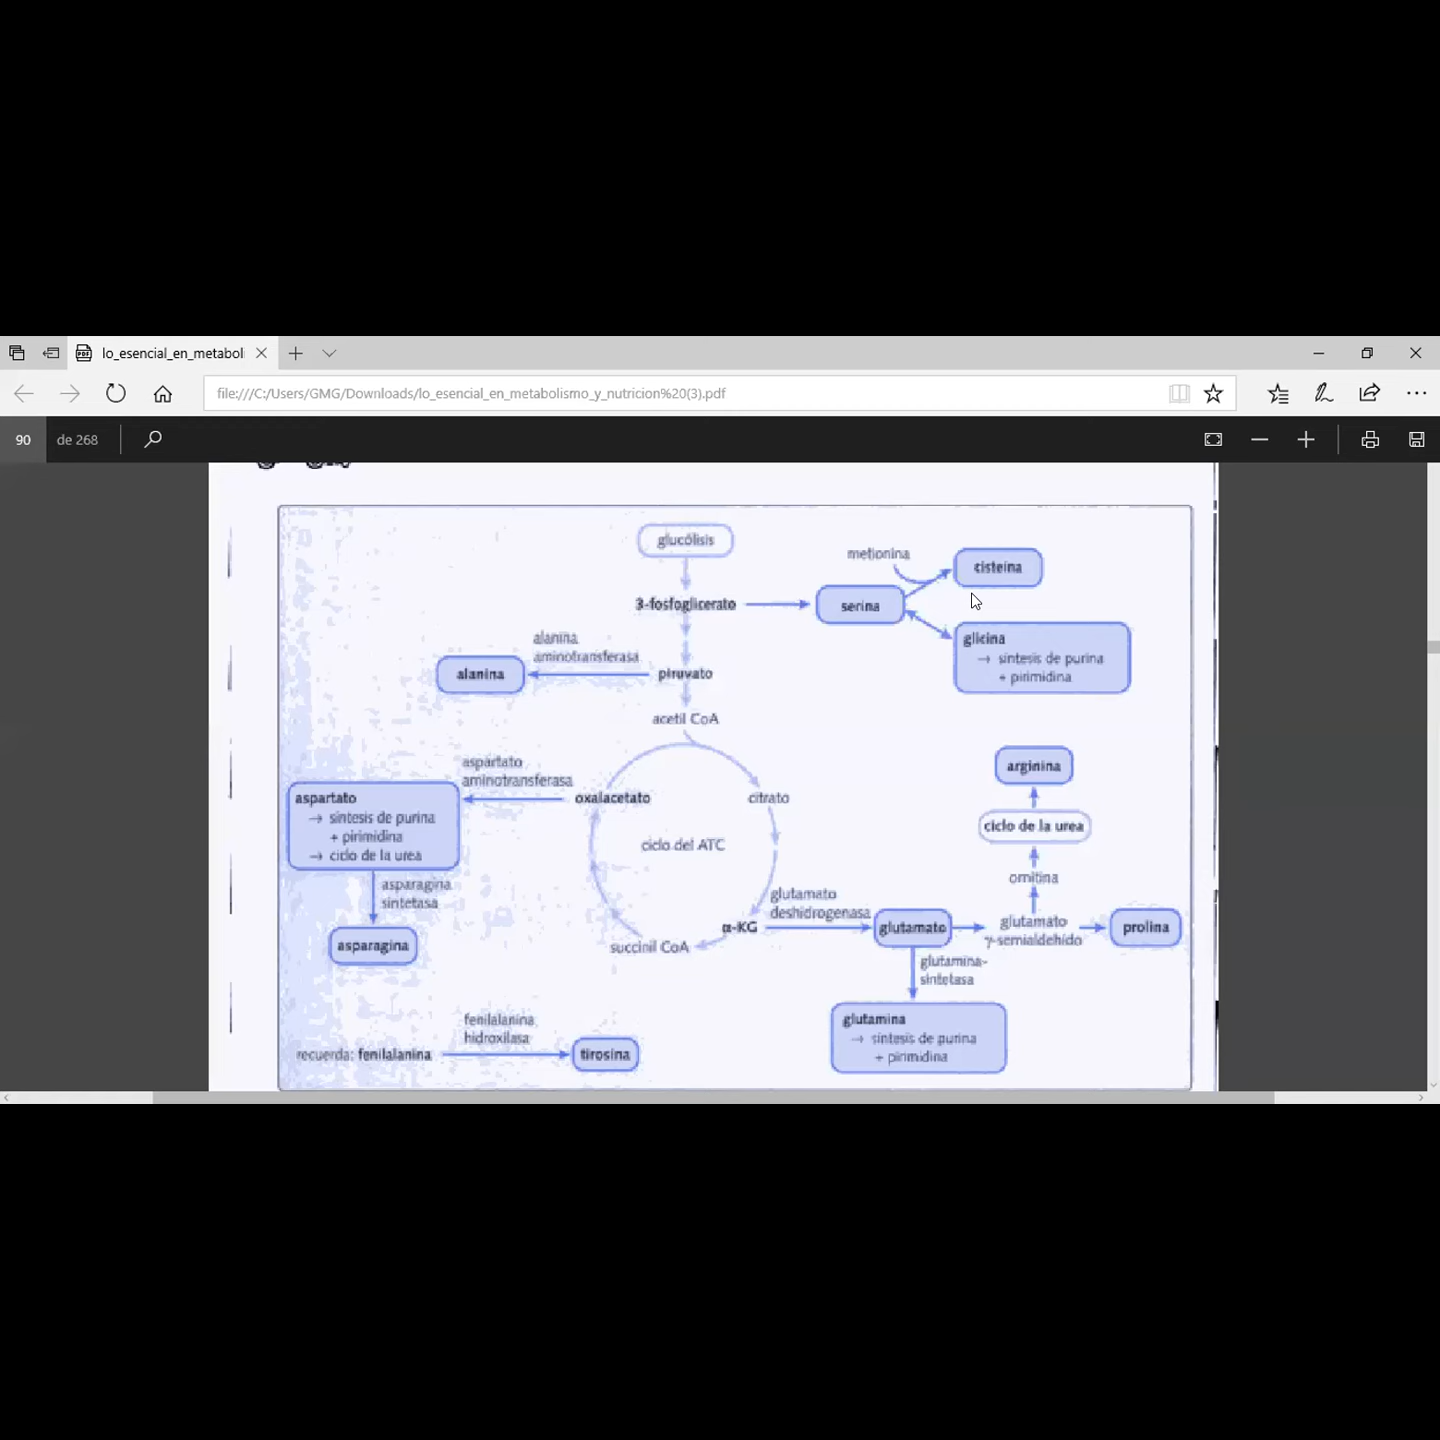 lo_esencial_en_metabol
file:///C:/Users/GMG/Downloads/lo_esencial_en_metabolismo_y_nutricion%20(3).pdf
90 de 268
glucólisis
metionina
cisteína
3-fosfoglicerato
serina
glicina
→ síntesis de purina
+ pirimidina
alanina
aminotransferasa
alanina
piruvato
acetil CoA
arginina
aspartato
aminotransferasa
aspartato
→ síntesis de purina
+ pirimidina
→ ciclo de la urea
oxalacetato
citrato
ciclo de la urea
ciclo del ATC
ornitina
asparagina
sintetasa
glutamato
deshidrogenasa
α-KG
glutamato
glutamato
γ-semialdehído
prolina
asparagina
succinil CoA
glutamina-
sintetasa
glutamina
→ síntesis de purina
+ pirimidina
fenilalanina
hidroxilasa
recuerda: fenilalanina
tirosina